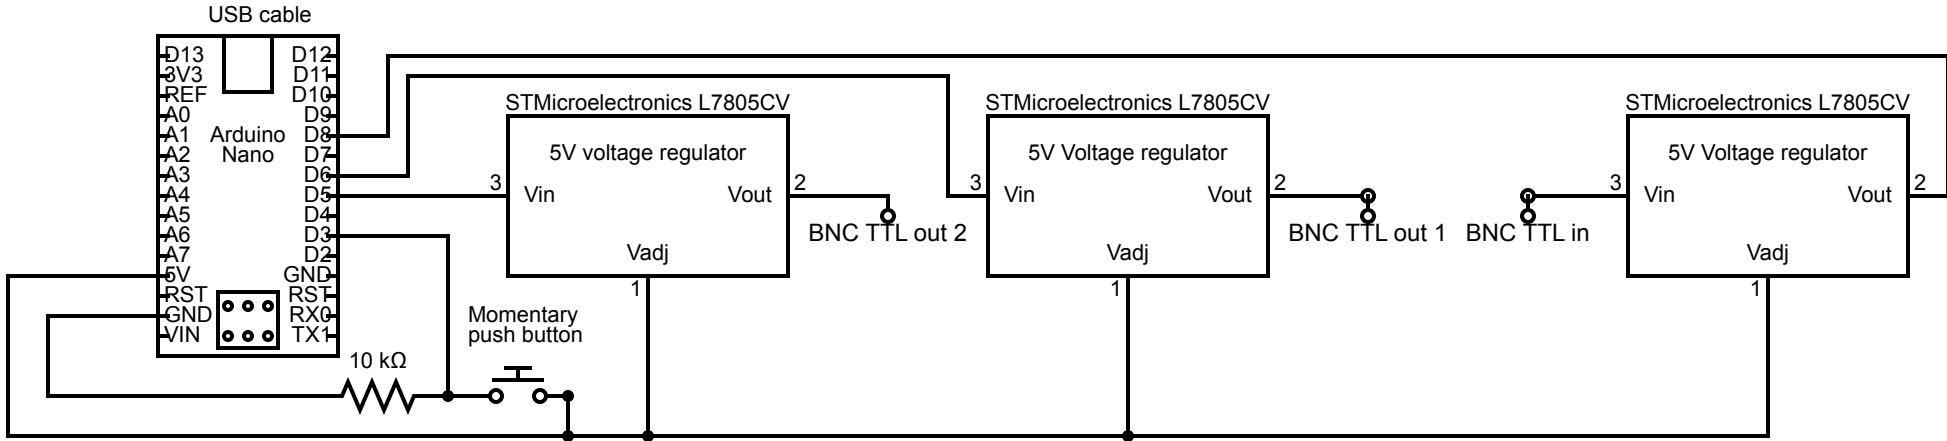 USB cable
D13
3V3
REF
A0
A1
A2
A3
A4
A5
A6
A7
5V
RST
GND
VIN
Arduino
Nano
D12
D11
D10
D9
D8
D7
D6
D5
D4
D3
D2
GND
RST
RX0
TX1
10 kΩ
Momentary
push button
STMicroelectronics L7805CV
5V voltage regulator
3
Vin
Vout
2
Vadj
1
BNC TTL out 2
STMicroelectronics L7805CV
5V Voltage regulator
3
Vin
Vout
2
Vadj
1
BNC TTL out 1
BNC TTL in
STMicroelectronics L7805CV
5V Voltage regulator
3
Vin
Vout
2
Vadj
1